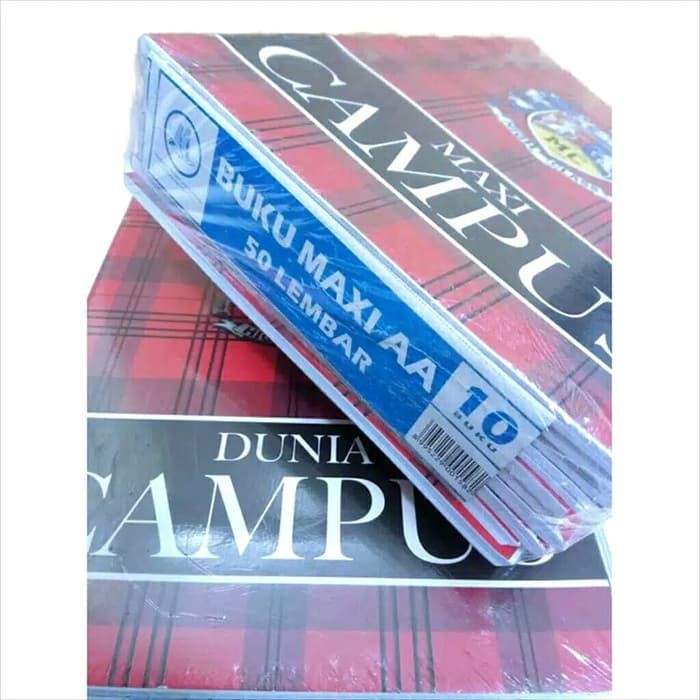 MAXI
CAMPUS
BUKU MAXI AA
50 LEMBAR
10
BUKU
DUNIA
CAMPUS